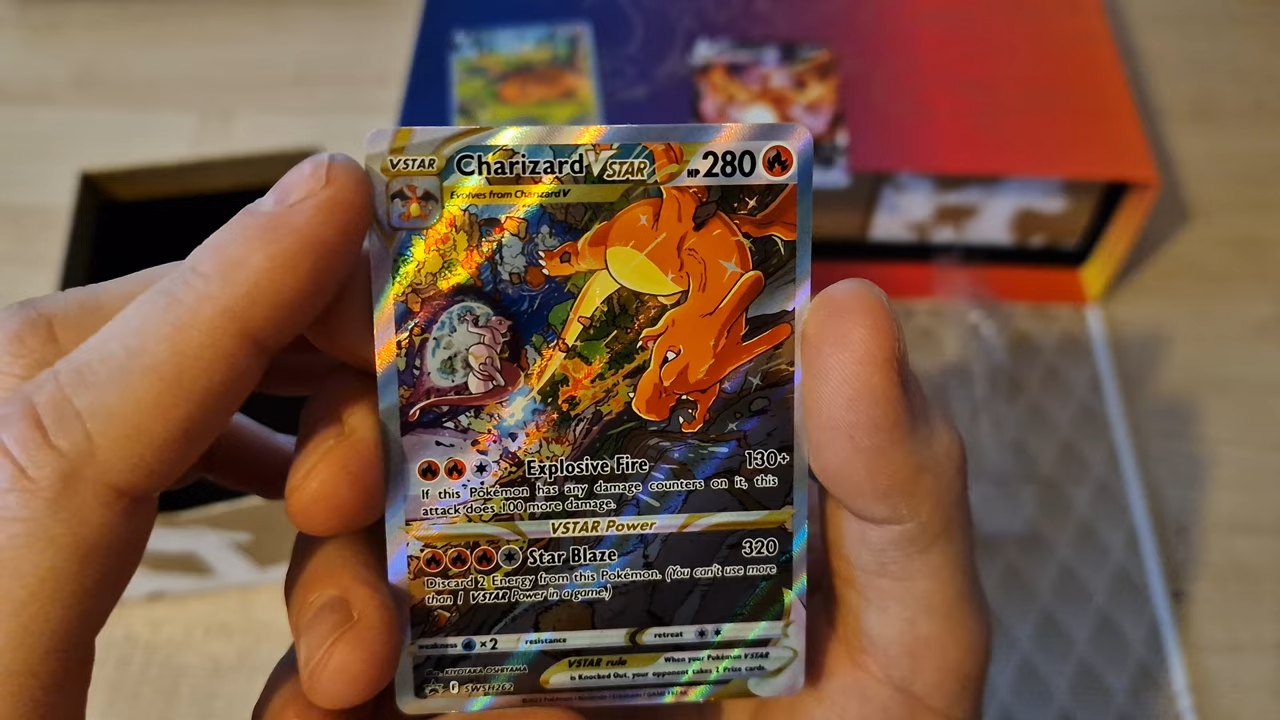 VSTAR Charizard VSTAR HP 280
Evolves from Charizard V
Explosive Fire 130+
If this Pokémon has any damage counters on it, this
attack does 100 more damage.
VSTAR Power
Star Blaze 320
Discard 2 Energy from this Pokémon. (You can't use more
than 1 VSTAR Power in a game.)
weakness ×2 resistance retreat
VSTAR rule When your Pokémon VSTAR
is Knocked Out, your opponent takes 2 Prize cards.
Illus. KIYOTAKA OSHIYAMA
F SWSH262